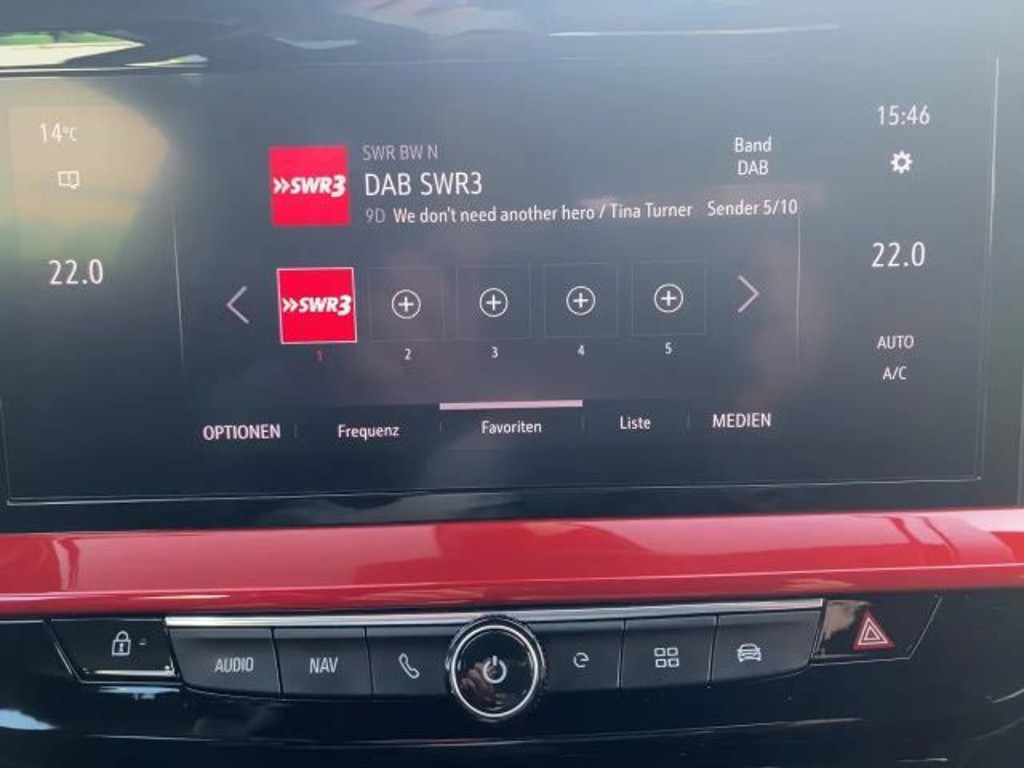 14°C
15:46
SWR BW N
Band
DAB
»SWR3
DAB SWR3
9D We don't need another hero / Tina Turner Sender 5/10
22.0
22.0
»SWR3
1 2 3 4 5
AUTO
A/C
OPTIONEN Frequenz Favoriten Liste MEDIEN
AUDIO NAV